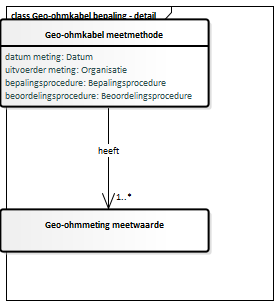 class Geo-ohmkabel bepaling - detail
Geo-ohmkabel meetmethode
datum meting: Datum
uitvoerder meting: Organisatie
bepalingsprocedure: Bepalingsprocedure
beoordelingsprocedure: Beoordelingsprocedure
heeft
1..*
Geo-ohmmeting meetwaarde